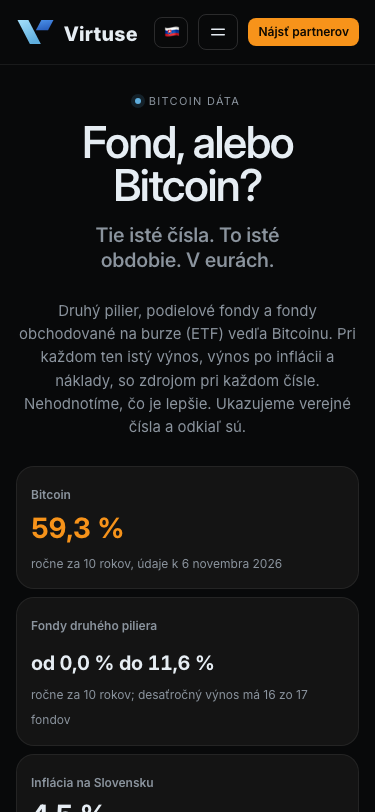 Virtuse
Nájsť partnerov
BITCOIN DÁTA
Fond, alebo
Bitcoin?
Tie isté čísla. To isté
obdobie. V eurách.
Druhý pilier, podielové fondy a fondy
obchodované na burze (ETF) vedľa Bitcoinu. Pri
každom ten istý výnos, výnos po inflácii a
náklady, so zdrojom pri každom čísle.
Nehodnotíme, čo je lepšie. Ukazujeme verejné
čísla a odkiaľ sú.
Bitcoin
59,3 %
ročne za 10 rokov, údaje k 6 novembra 2026
Fondy druhého piliera
od 0,0 % do 11,6 %
ročne za 10 rokov; desaťročný výnos má 16 zo 17
fondov
Inflácia na Slovensku
4,5 %